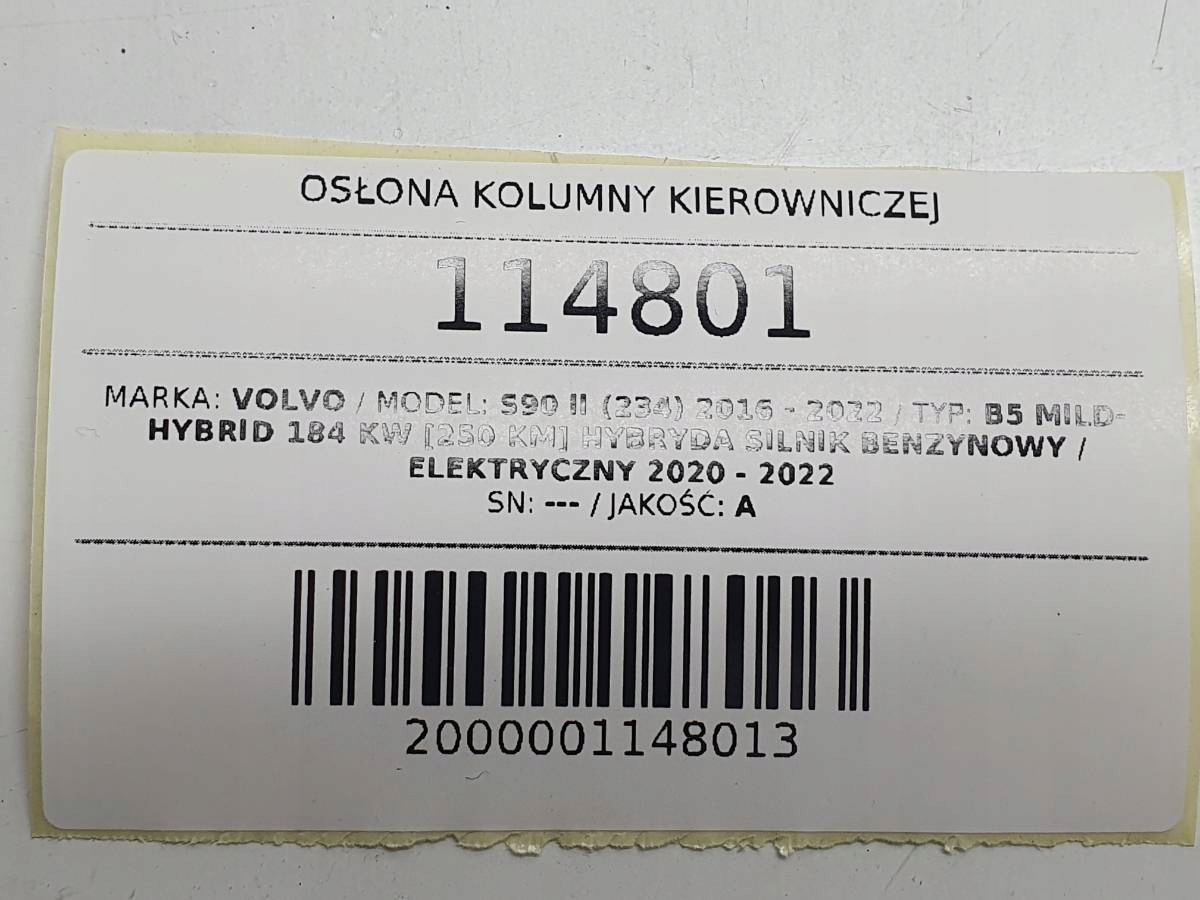 OSŁONA KOLUMNY KIEROWNICZEJ
114801
MARKA: VOLVO / MODEL: S90 II (234) 2016 - 2022 / TYP: B5 MILD-
HYBRID 184 KW [250 KM] HYBRYDA SILNIK BENZYNOWY /
ELEKTRYCZNY 2020 - 2022
SN: --- / JAKOŚĆ: A
2000001148013